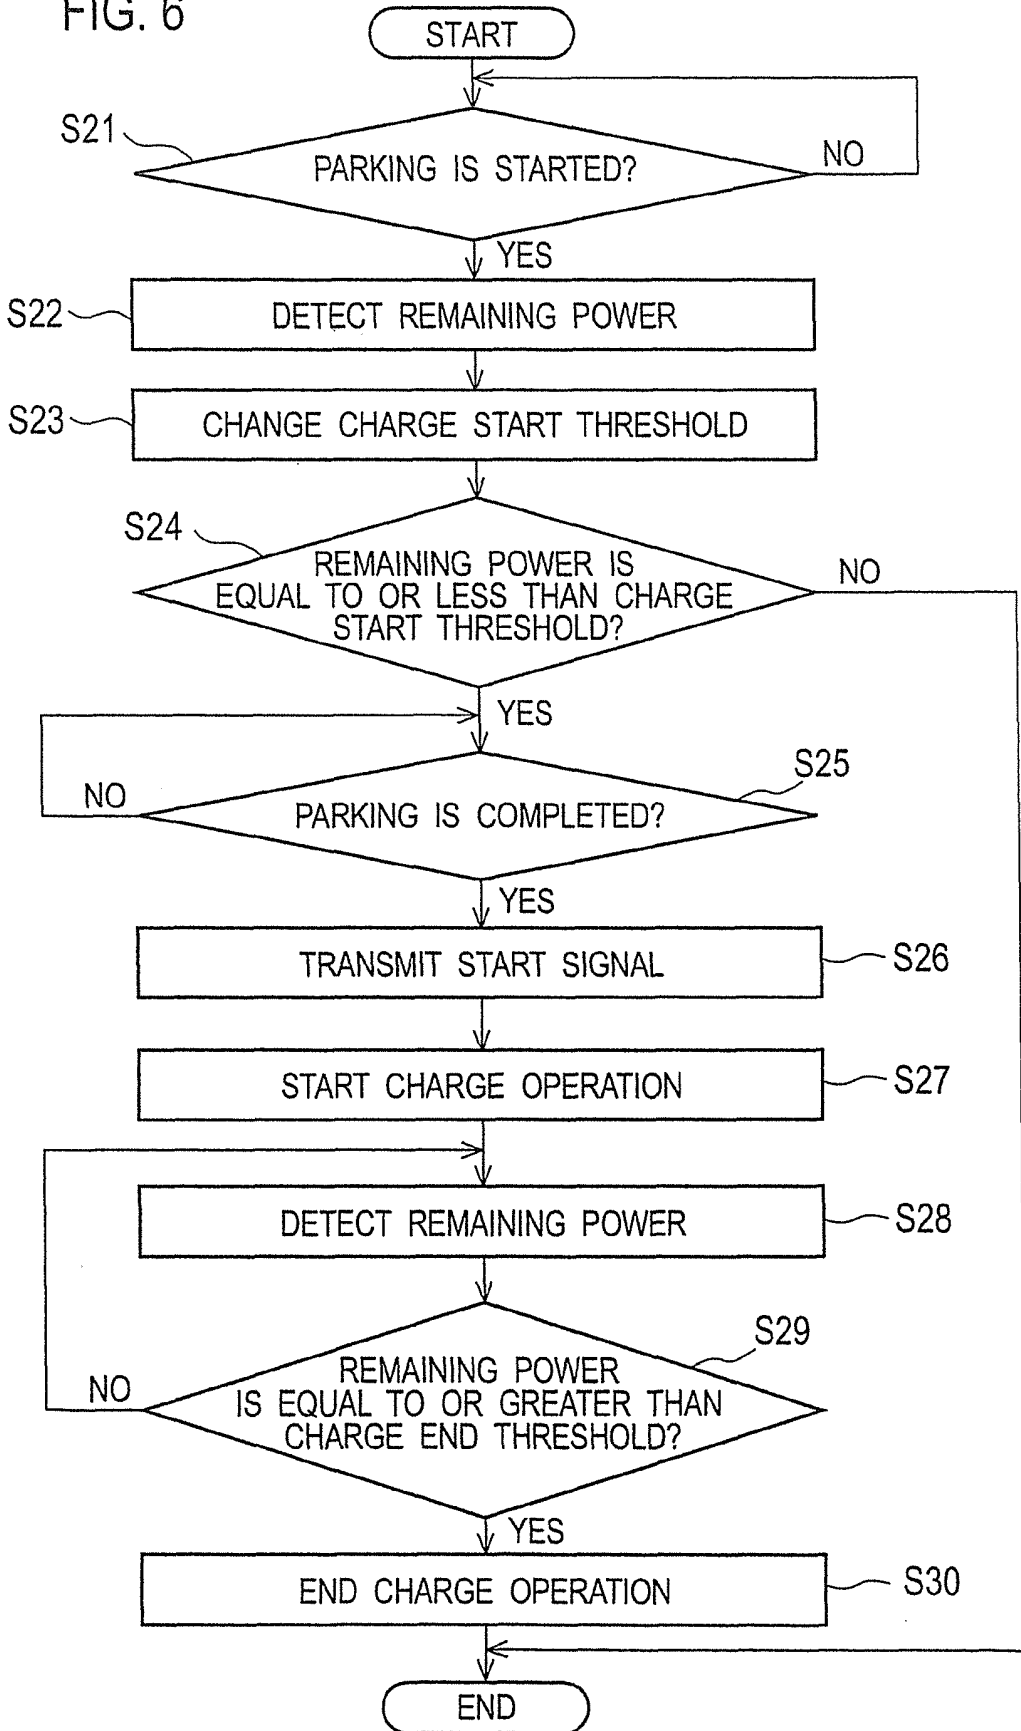 FIG. 6
START
S21
PARKING IS STARTED?
NO
YES
S22
DETECT REMAINING POWER
S23
CHANGE CHARGE START THRESHOLD
S24
REMAINING POWER IS
EQUAL TO OR LESS THAN CHARGE
START THRESHOLD?
NO
YES
S25
NO
PARKING IS COMPLETED?
YES
TRANSMIT START SIGNAL
S26
START CHARGE OPERATION
S27
DETECT REMAINING POWER
S28
S29
NO
REMAINING POWER
IS EQUAL TO OR GREATER THAN
CHARGE END THRESHOLD?
YES
END CHARGE OPERATION
S30
END